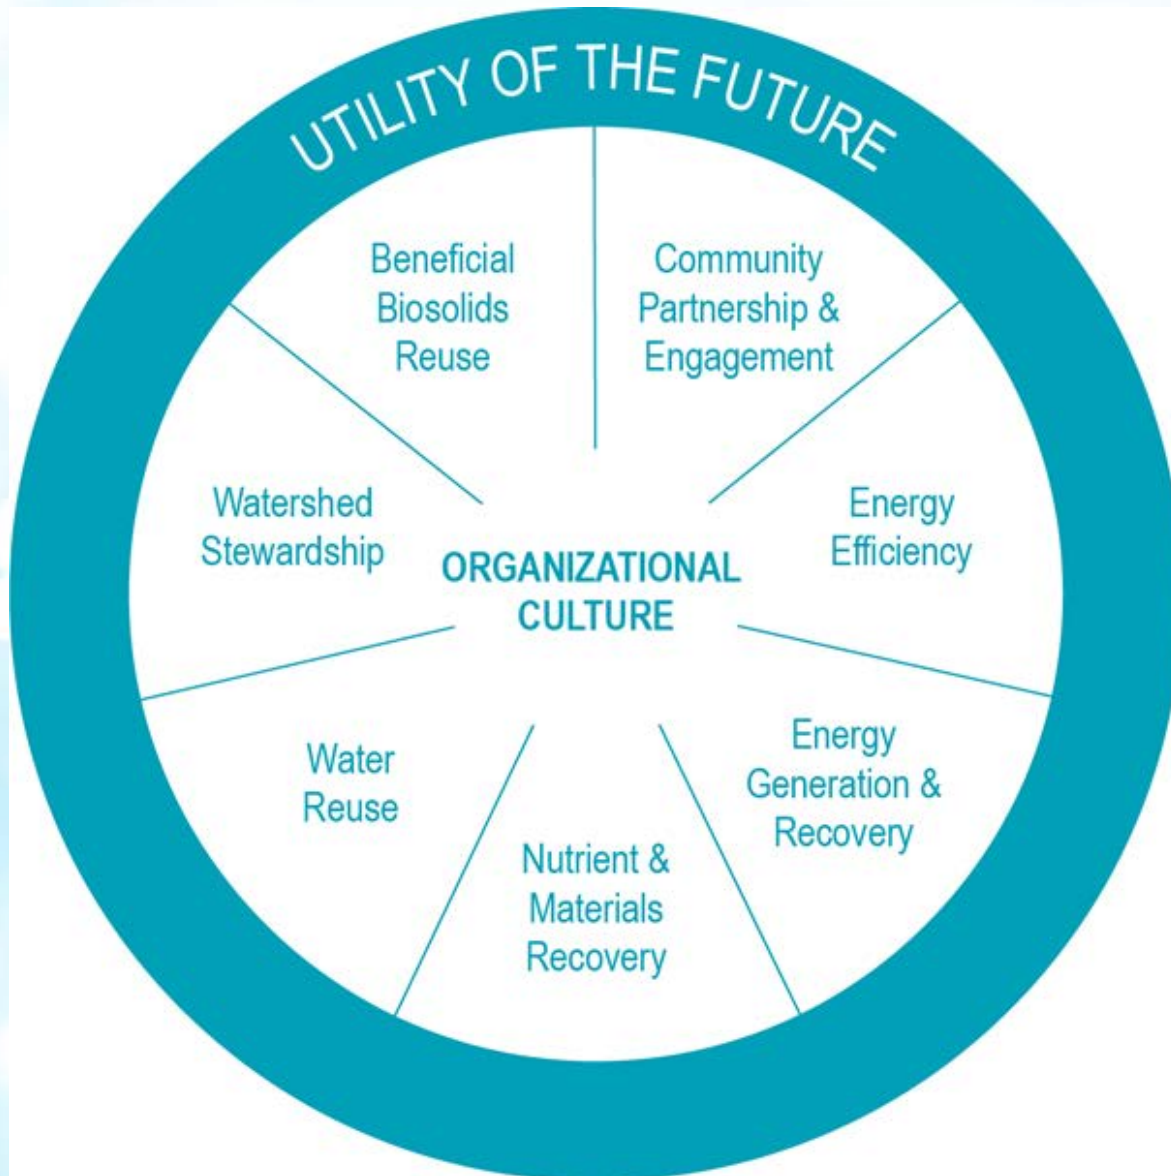 UTILITY OF THE FUTURE
Beneficial
Biosolids
Reuse
Community
Partnership &
Engagement
Watershed
Stewardship
ORGANIZATIONAL
CULTURE
Energy
Efficiency
Water
Reuse
Nutrient &
Materials
Recovery
Energy
Generation &
Recovery